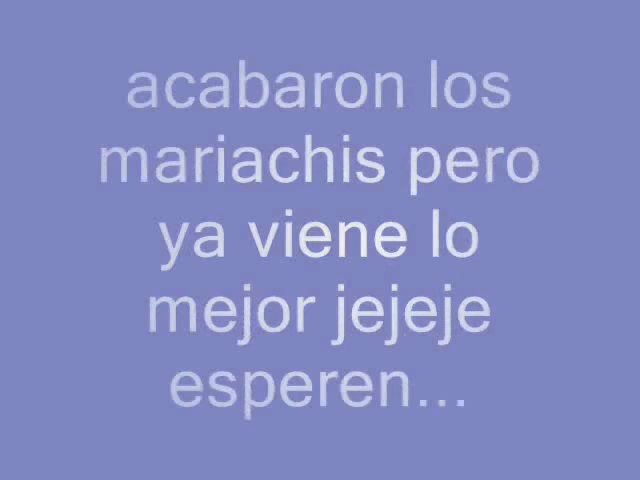 acabaron los
mariachis pero
ya viene lo
mejor jejeje
esperen...